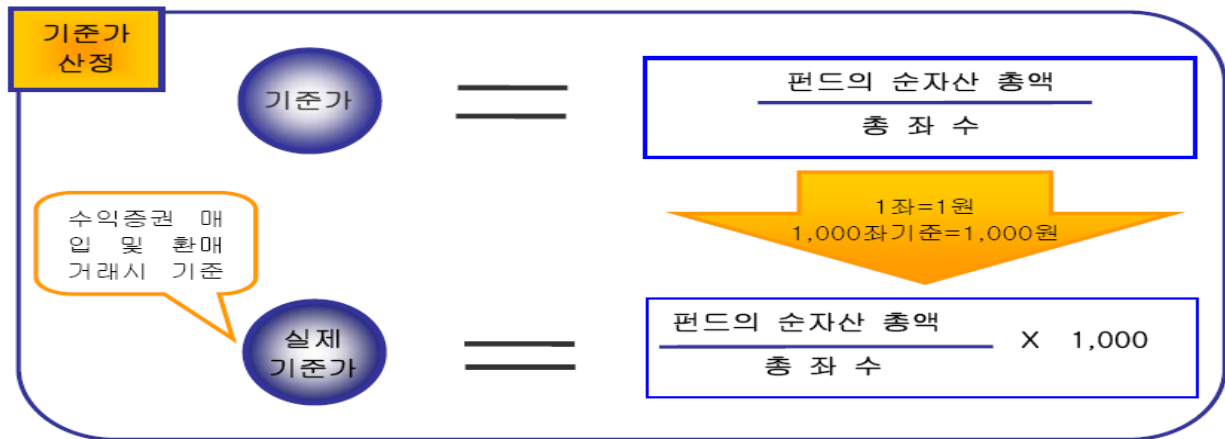 기준가
산정
기준가
펀드의 순자산 총액
총 좌 수
1좌=1원
1,000좌기준=1,000원
수익증권 매
입 및 환매
거래시 기준
실제
기준가
펀드의 순자산 총액
총 좌 수
X 1,000